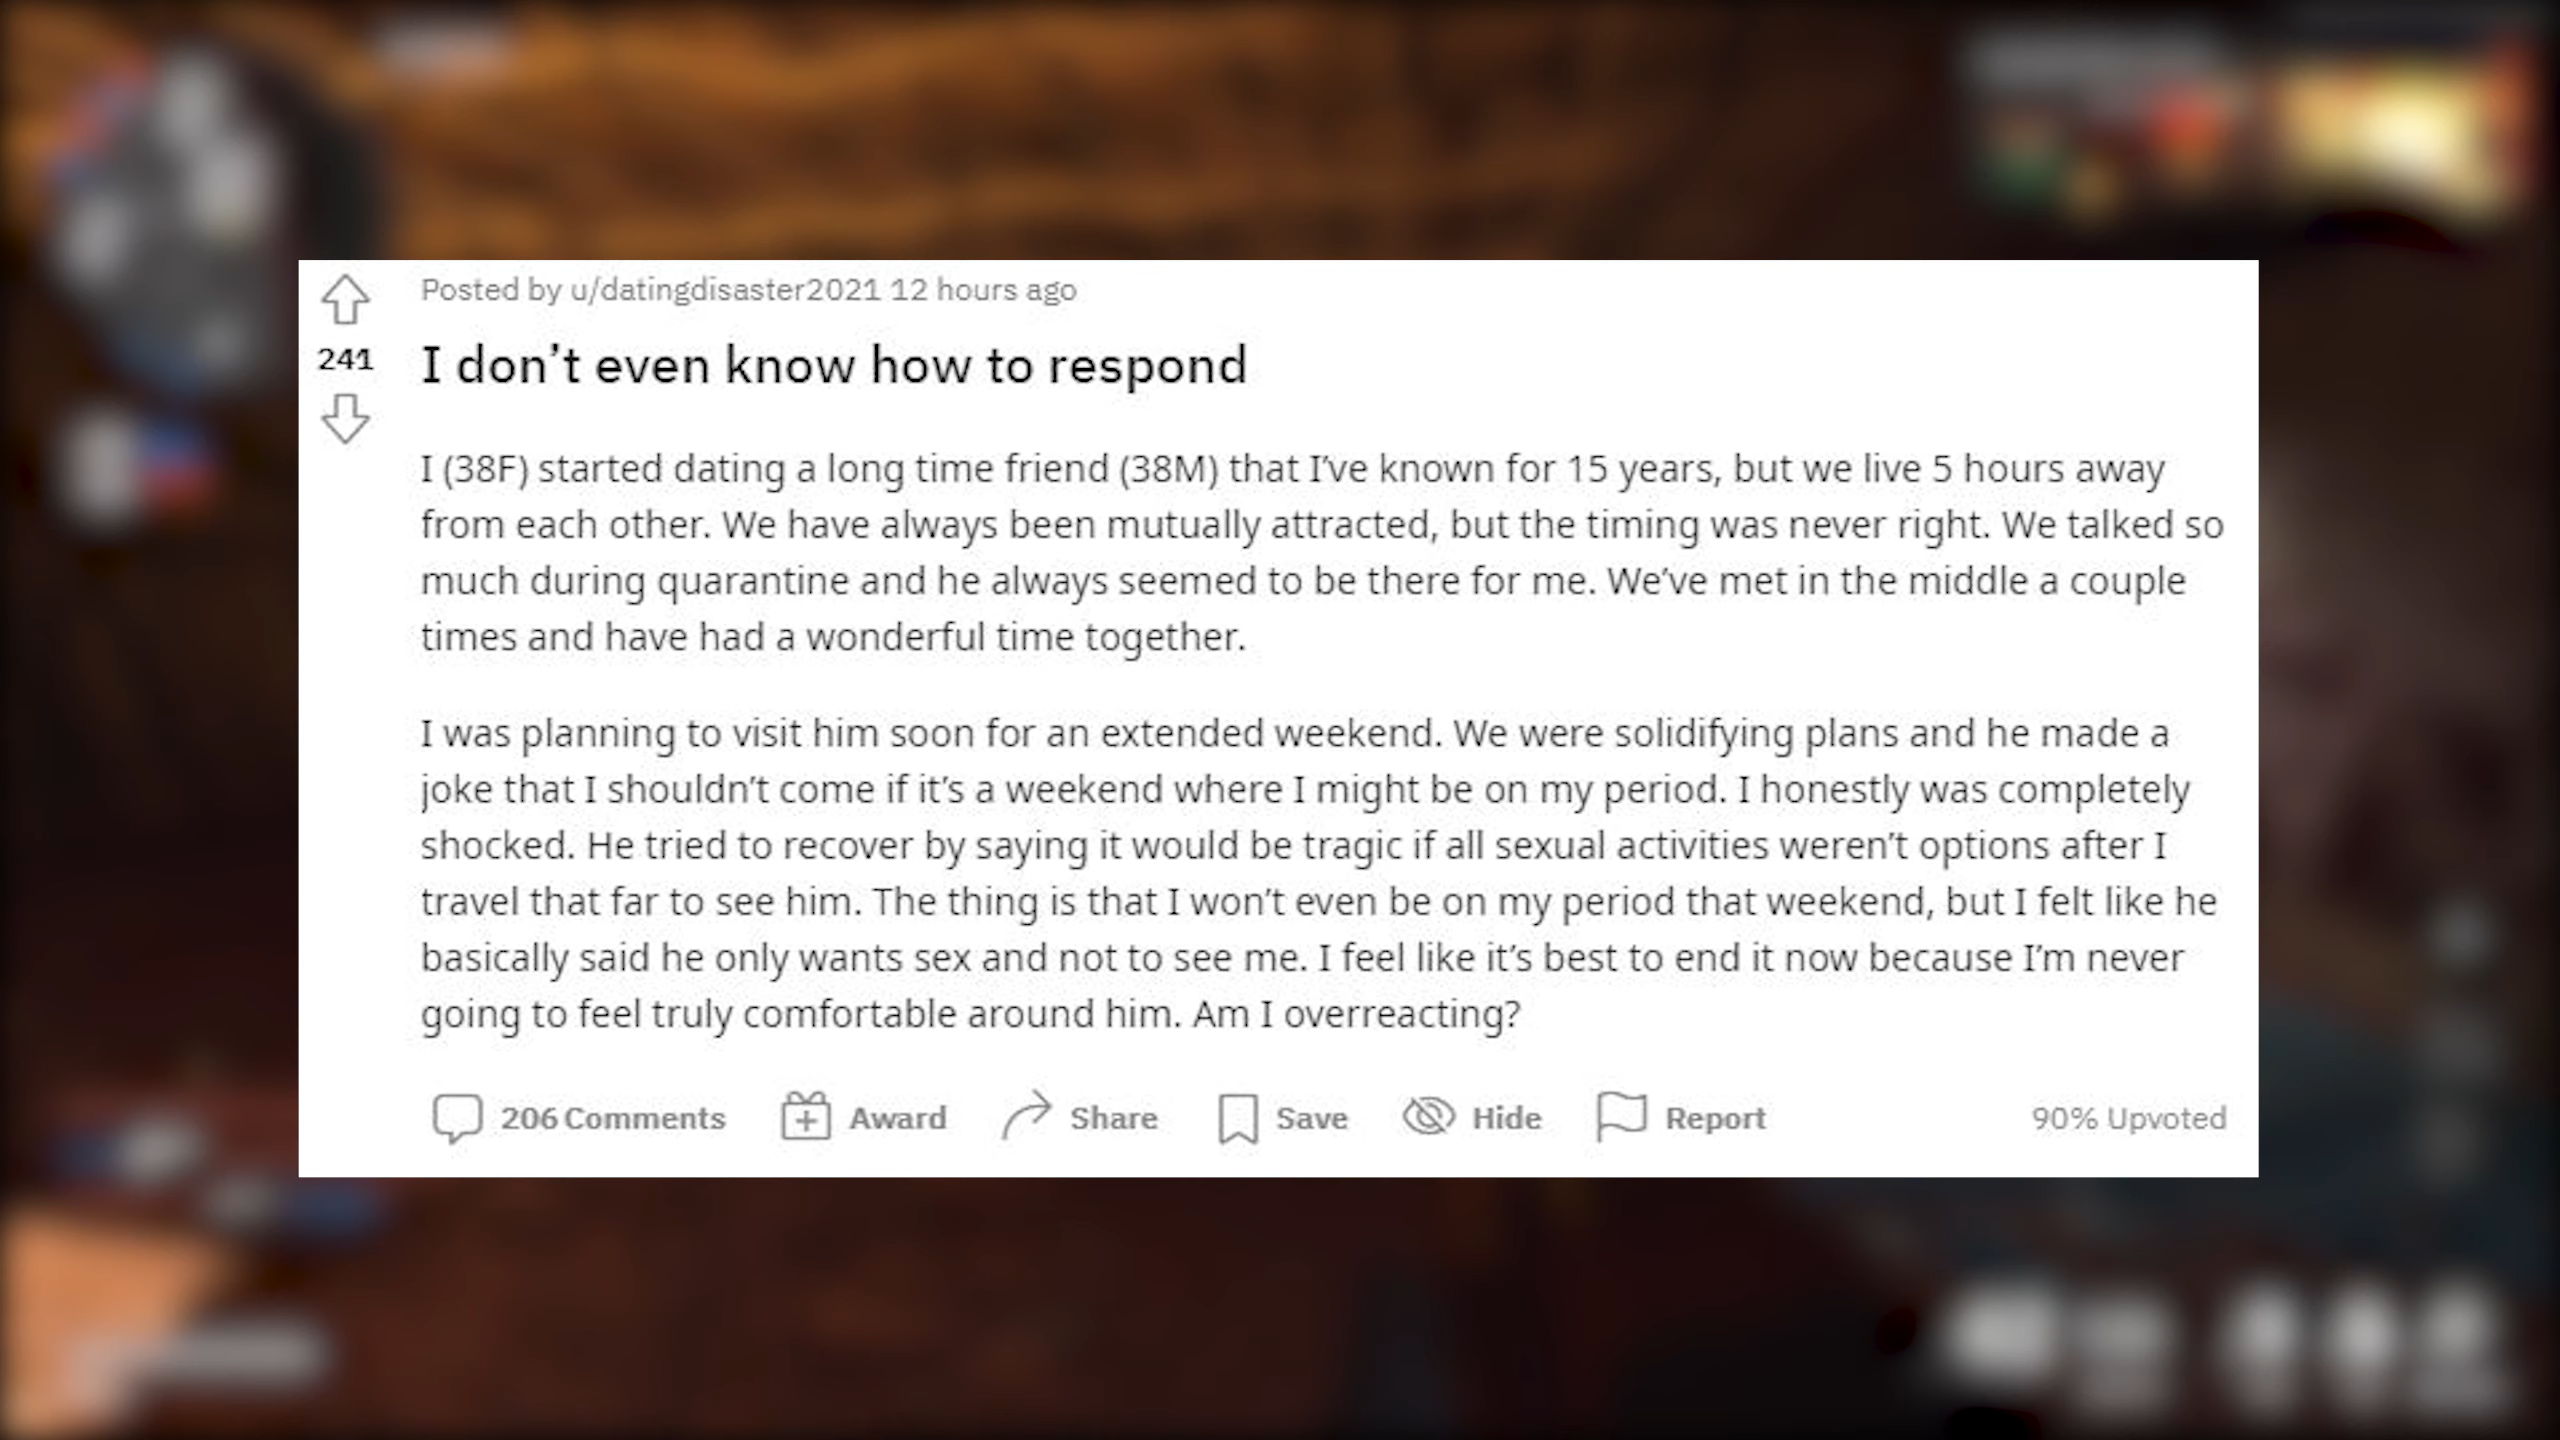 Posted by u/datingdisaster2021 12 hours ago
241
I don’t even know how to respond
I (38F) started dating a long time friend (38M) that I’ve known for 15 years, but we live 5 hours away
from each other. We have always been mutually attracted, but the timing was never right. We talked so
much during quarantine and he always seemed to be there for me. We’ve met in the middle a couple
times and have had a wonderful time together.
I was planning to visit him soon for an extended weekend. We were solidifying plans and he made a
joke that I shouldn’t come if it’s a weekend where I might be on my period. I honestly was completely
shocked. He tried to recover by saying it would be tragic if all sexual activities weren’t options after I
travel that far to see him. The thing is that I won’t even be on my period that weekend, but I felt like he
basically said he only wants sex and not to see me. I feel like it’s best to end it now because I’m never
going to feel truly comfortable around him. Am I overreacting?
206 Comments Award Share Save Hide Report 90% Upvoted